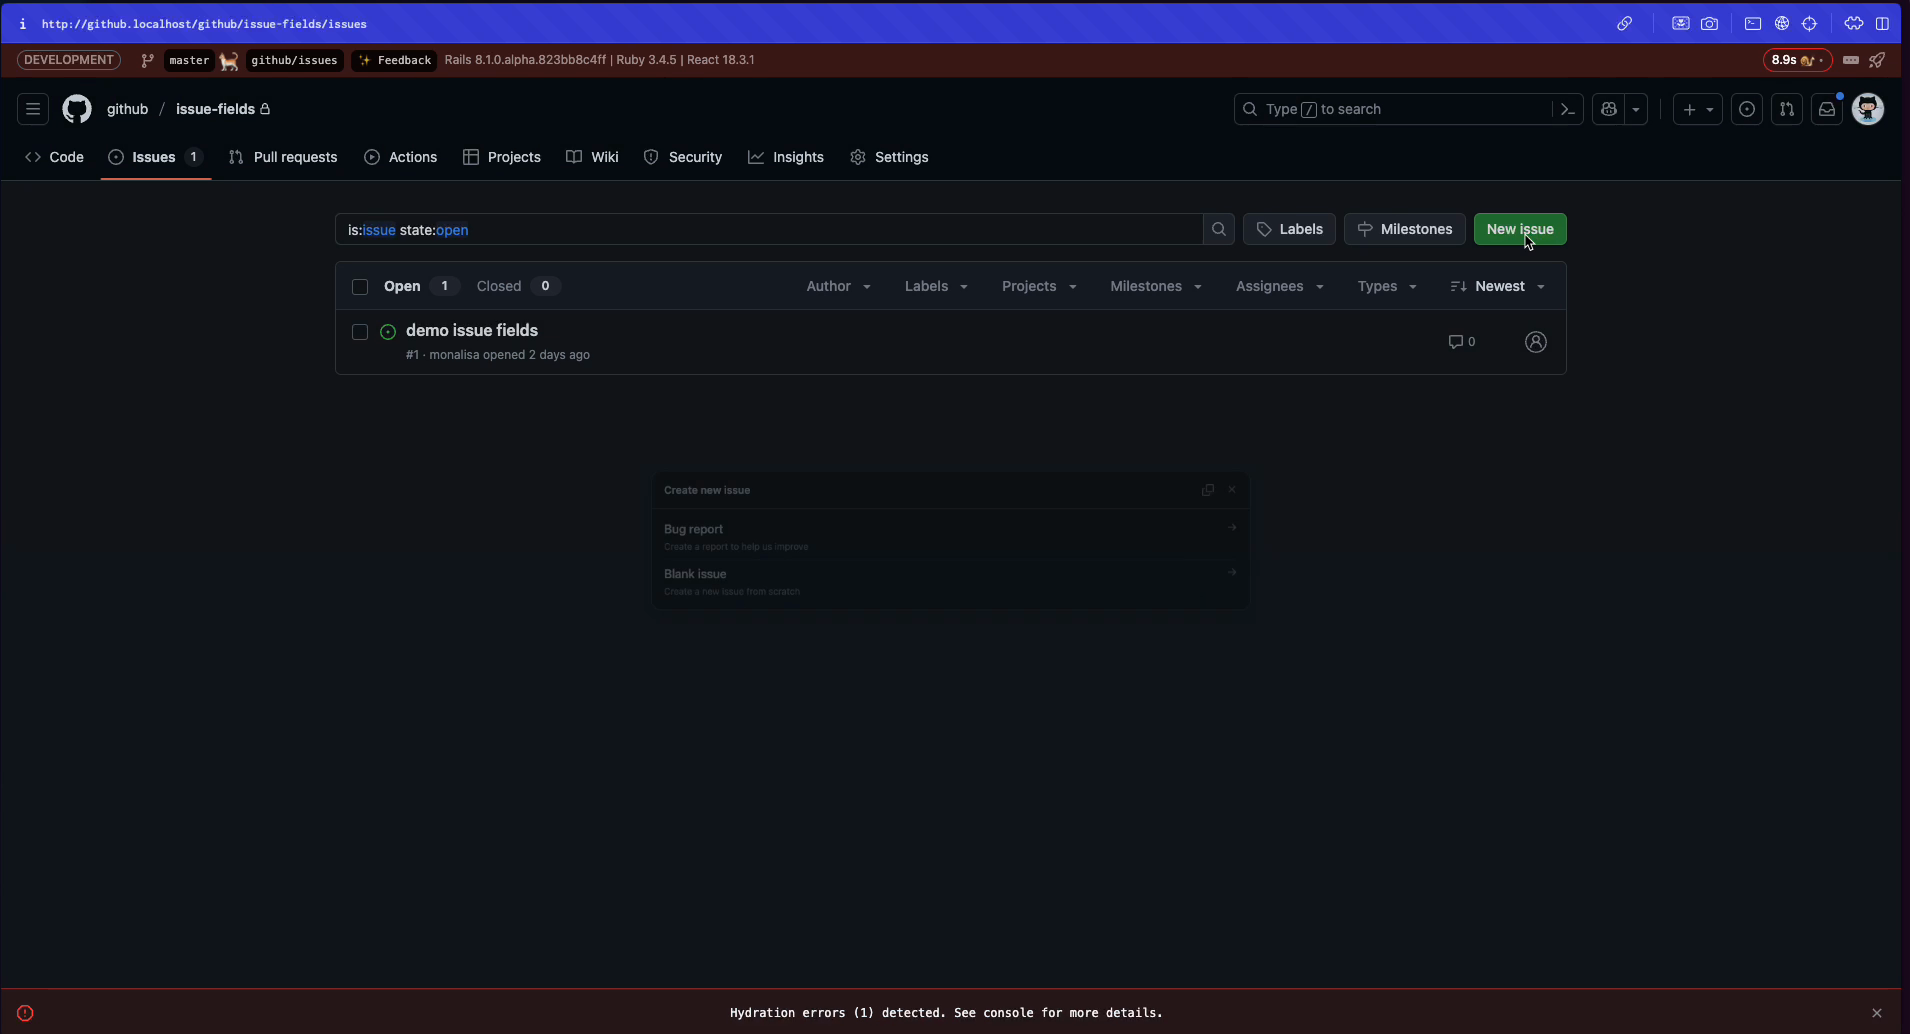 http://github.localhost/github/issue-fields/issues
DEVELOPMENT master github/issues Feedback Rails 8.1.0.alpha.823bb8c4ff | Ruby 3.4.5 | React 18.3.1 8.9s
github / issue-fields Type / to search
Code Issues 1 Pull requests Actions Projects Wiki Security Insights Settings
is:issue state:open Labels Milestones New issue
Open 1 Closed 0 Author Labels Projects Milestones Assignees Types Newest
demo issue fields
#1 · monalisa opened 2 days ago 0
Create new issue
Bug report
Create a report to help us improve
Blank issue
Create a new issue from scratch
Hydration errors (1) detected. See console for more details.